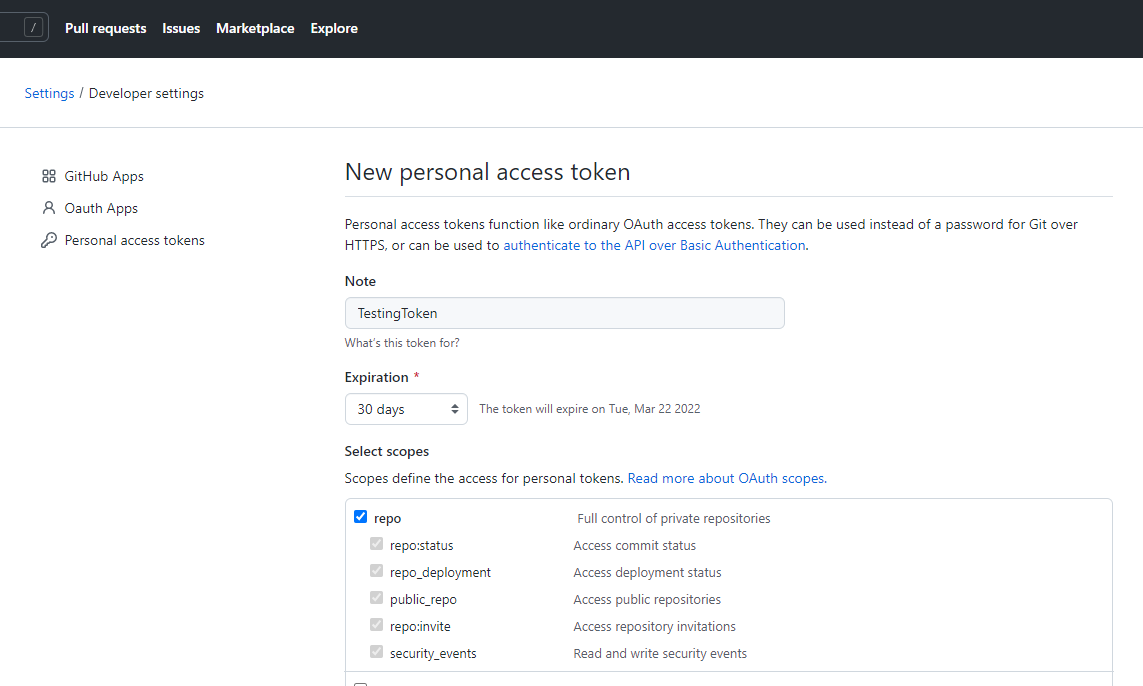 / Pull requests Issues Marketplace Explore
Settings / Developer settings
GitHub Apps
Oauth Apps
Personal access tokens
New personal access token
Personal access tokens function like ordinary OAuth access tokens. They can be used instead of a password for Git over
HTTPS, or can be used to authenticate to the API over Basic Authentication.
Note
TestingToken
What's this token for?
Expiration *
30 days The token will expire on Tue, Mar 22 2022
Select scopes
Scopes define the access for personal tokens. Read more about OAuth scopes.
repo Full control of private repositories
repo:status Access commit status
repo_deployment Access deployment status
public_repo Access public repositories
repo:invite Access repository invitations
security_events Read and write security events